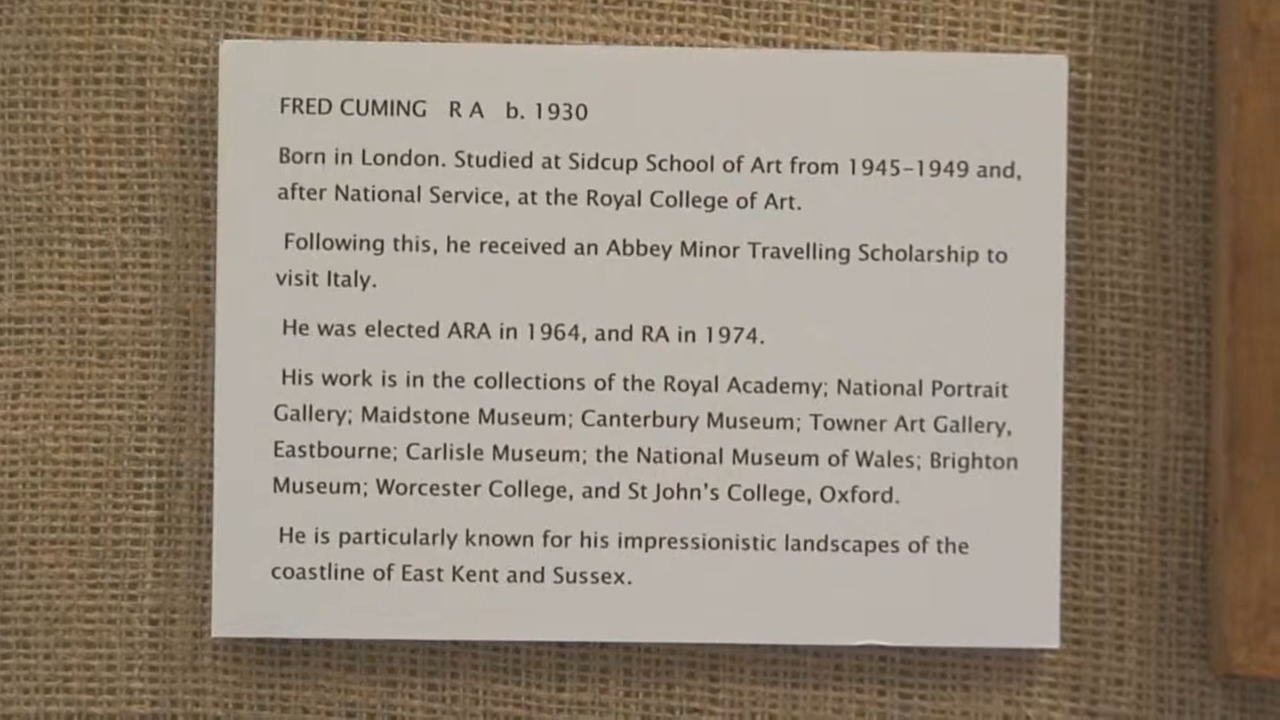 FRED CUMING R A b. 1930
Born in London. Studied at Sidcup School of Art from 1945-1949 and,
after National Service, at the Royal College of Art.
Following this, he received an Abbey Minor Travelling Scholarship to
visit Italy.
He was elected ARA in 1964, and RA in 1974.
His work is in the collections of the Royal Academy; National Portrait
Gallery; Maidstone Museum; Canterbury Museum; Towner Art Gallery,
Eastbourne; Carlisle Museum; the National Museum of Wales; Brighton
Museum; Worcester College, and St John's College, Oxford.
He is particularly known for his impressionistic landscapes of the
coastline of East Kent and Sussex.